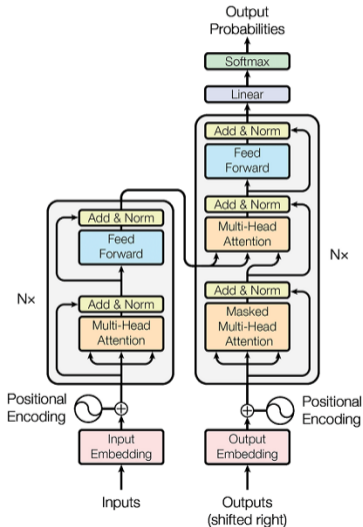 Output
Probabilities
Softmax
Linear
Add & Norm
Feed
Forward
Add & Norm
Multi-Head
Attention
Add & Norm
Masked
Multi-Head
Attention
Nx
Add & Norm
Feed
Forward
Add & Norm
Multi-Head
Attention
Nx
Positional
Encoding
Input
Embedding
Inputs
Positional
Encoding
Output
Embedding
Outputs
(shifted right)